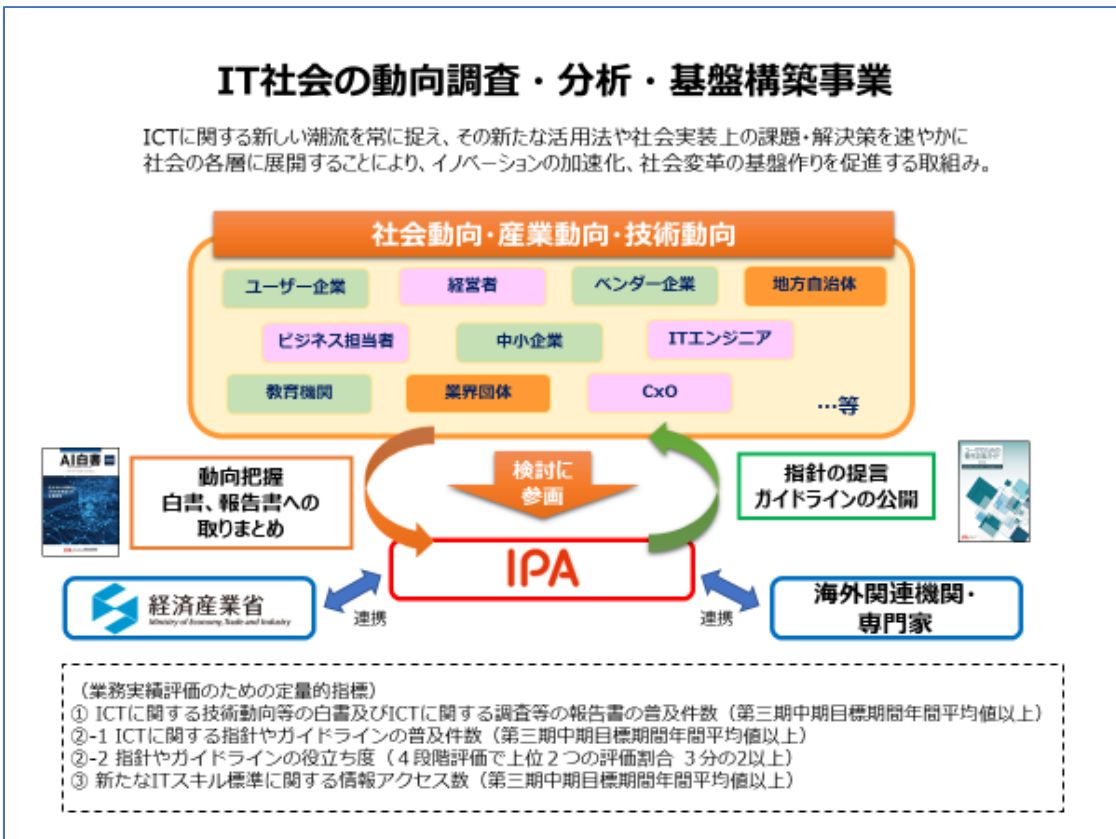 IT社会の動向調査・分析・基盤構築事業
ICTに関する新しい潮流を常に捉え、その新たな活用法や社会実装上の課題・解決策を速やかに
社会の各層に展開することにより、イノベーションの加速化、社会変革の基盤作りを促進する取組み。
社会動向・産業動向・技術動向
ユーザー企業
経営者
ベンダー企業
地方自治体
ビジネス担当者
中小企業
ITエンジニア
教育機関
業界団体
CxO
…等
AI白書
動向把握
白書、報告書への
取りまとめ
検討に
参画
指針の提言
ガイドラインの公開
IPA
経済産業省
Ministry of Economy, Trade and Industry
連携
連携
海外関連機関・
専門家
（業務実績評価のための定量的指標）
① ICTに関する技術動向等の白書及びICTに関する調査等の報告書の普及件数（第三期中期目標期間年間平均値以上）
②-1 ICTに関する指針やガイドラインの普及件数（第三期中期目標期間年間平均値以上）
②-2 指針やガイドラインの役立ち度（４段階評価で上位２つの評価割合 ３分の2以上）
③ 新たなITスキル標準に関する情報アクセス数（第三期中期目標期間年間平均値以上）